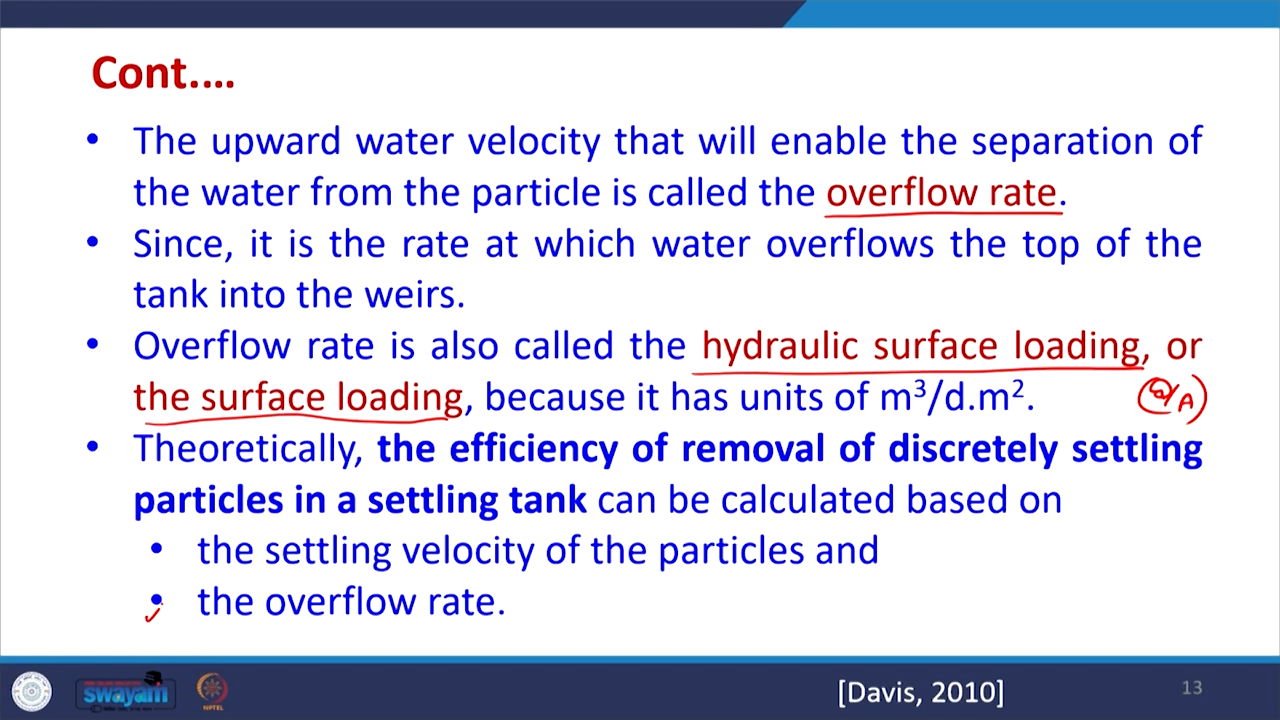 Cont....
• The upward water velocity that will enable the separation of
the water from the particle is called the overflow rate.
• Since, it is the rate at which water overflows the top of the
tank into the weirs.
• Overflow rate is also called the hydraulic surface loading, or
the surface loading, because it has units of m³/d.m².
(Q/A)
• Theoretically, the efficiency of removal of discretely settling
particles in a settling tank can be calculated based on
• the settling velocity of the particles and
• the overflow rate.
swayam
NPTEL
[Davis, 2010]
13